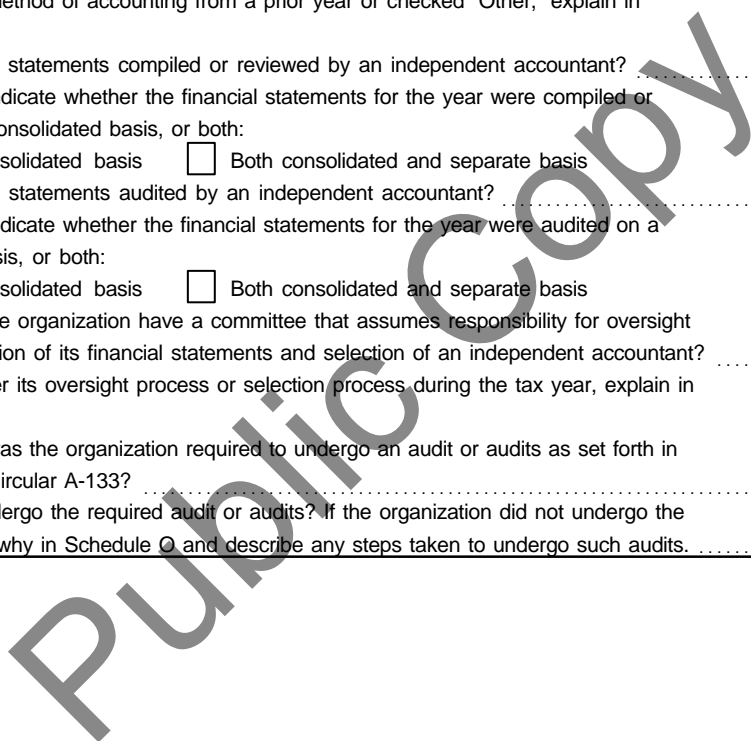 method of accounting from a prior year or checked "Other," explain in
statements compiled or reviewed by an independent accountant?
ndicate whether the financial statements for the year were compiled or
onsolidated basis, or both:
solidated basis Both consolidated and separate basis
statements audited by an independent accountant?
dicate whether the financial statements for the year were audited on a
sis, or both:
solidated basis Both consolidated and separate basis
e organization have a committee that assumes responsibility for oversight
ion of its financial statements and selection of an independent accountant?
er its oversight process or selection process during the tax year, explain in
as the organization required to undergo an audit or audits as set forth in
ircular A-133?
dergo the required audit or audits? If the organization did not undergo the
why in Schedule O and describe any steps taken to undergo such audits.
Public Copy